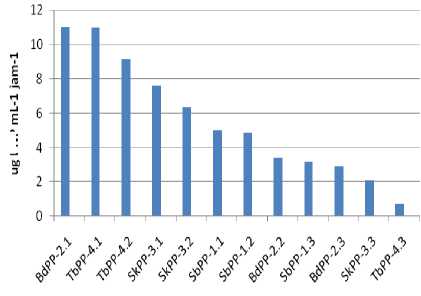 12
10
8
6
4
2
0
ug mL-1 jam-1
BdPP-2.1
TbPP-4.1
TbPP-4.2
SkPP-3.1
SkPP-3.2
SbPP-1.1
SbPP-1.2
BdPP-2.2
SbPP-1.3
BdPP-2.3
SkPP-3.3
TbPP-4.3